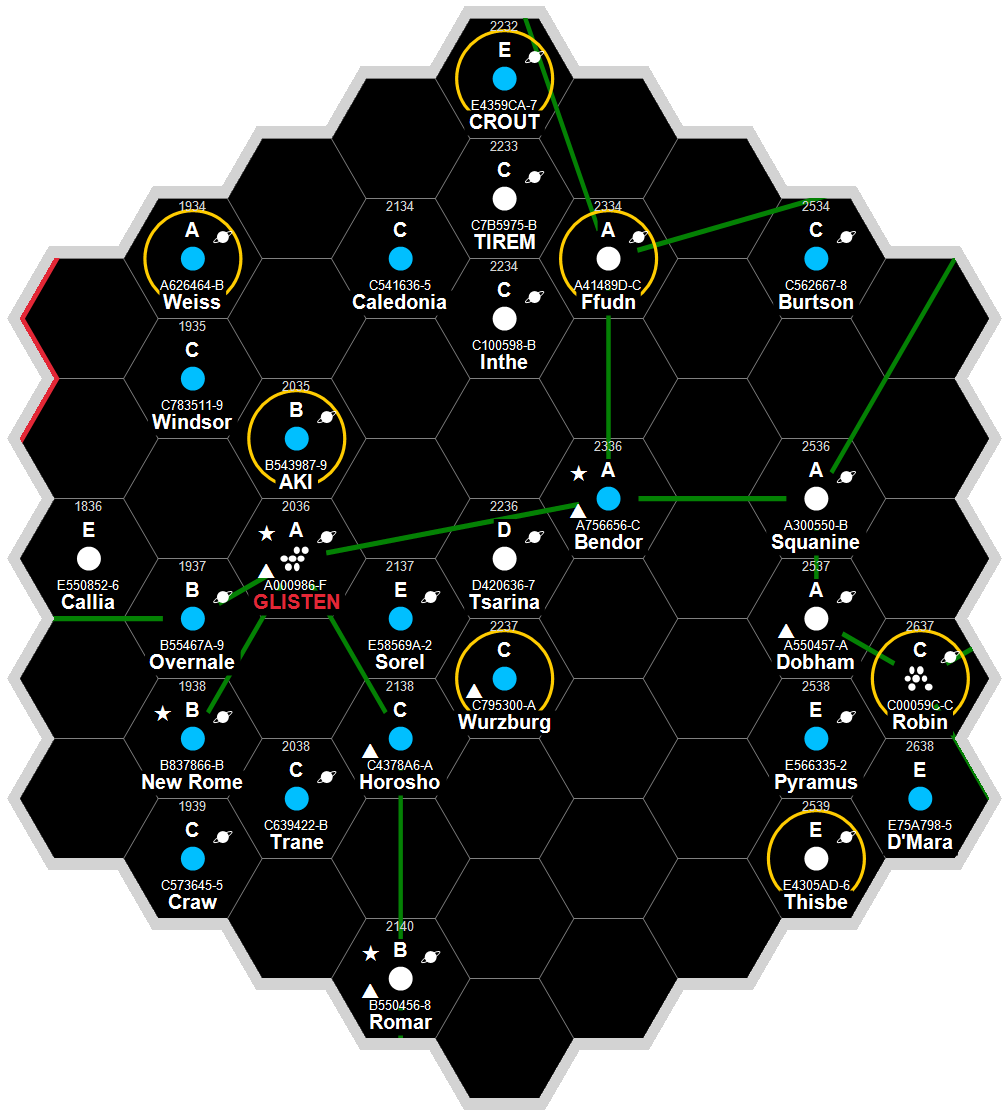 2232
E
E4359CA-7
CROUT
2233
C
C7B5975-B
TIREM
1934
A
A626464-B
Weiss
2134
C
C541636-5
Caledonia
2334
A
A41489D-C
Ffudn
2534
C
C562667-8
Burtson
2234
C
C100598-B
Inthe
1935
C
C783511-9
Windsor
2035
B
B543987-9
AKI
2336
A
A756656-C
Bendor
2536
A
A300550-B
Squanine
1836
E
E550852-6
Callia
2036
A
A000986-F
GLISTEN
2236
D
D420636-7
Tsarina
1937
B
B55467A-9
Overnale
2137
E
E58569A-2
Sorel
2537
A
A550457-A
Dobham
2237
C
C795300-A
Wurzburg
2637
C
C00059C-C
Robin
1938
B
B837866-B
New Rome
2138
C
C4378A6-A
Horosho
2538
E
E566335-2
Pyramus
2038
C
C639422-B
Trane
2638
E
E75A798-5
D'Mara
1939
C
C573645-5
Craw
2539
E
E4305AD-6
Thisbe
2140
B
B550456-8
Romar